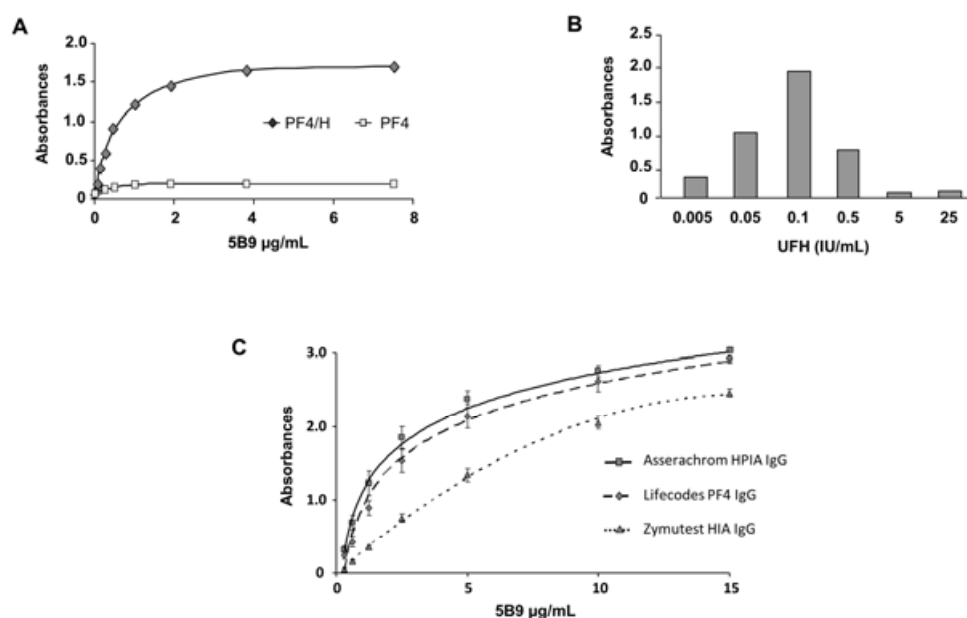 A
Absorbances
2.0
1.5
1.0
0.5
0
0 2 4 6 8
5B9 µg/mL
PF4/H PF4
B
Absorbances
2.5
2.0
1.5
1.0
0.5
0
0.005 0.05 0.1 0.5 5 25
UFH (IU/mL)
C
Absorbances
3.0
2.0
1.0
0
0 5 10 15
5B9 µg/mL
Asserachrom HPIA IgG
Lifecodes PF4 IgG
Zymutest HIA IgG